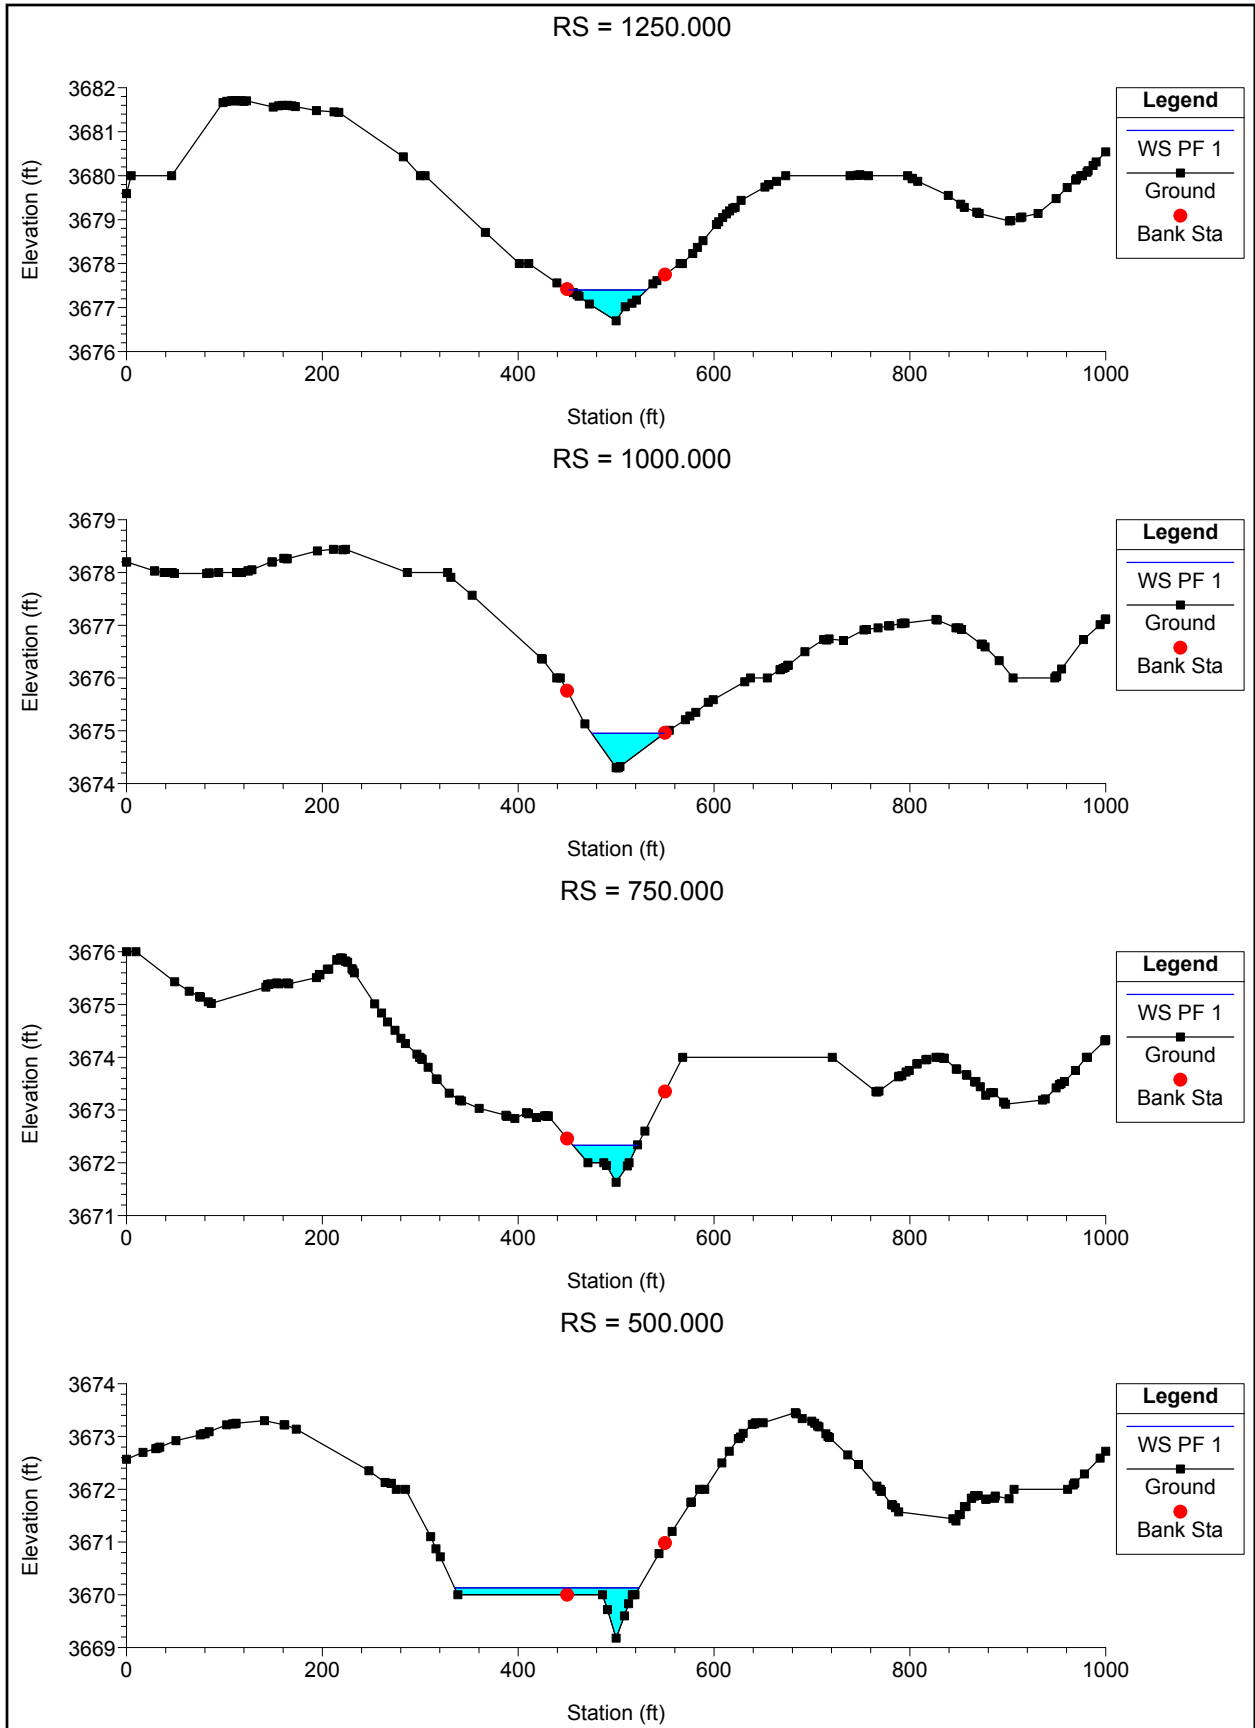 RS = 1250.000
3682
3681
3680
3679
3678
3677
3676
Elevation (ft)
0 200 400 600 800 1000
Station (ft)
Legend
WS PF 1
Ground
Bank Sta
RS = 1000.000
3679
3678
3677
3676
3675
3674
Elevation (ft)
0 200 400 600 800 1000
Station (ft)
Legend
WS PF 1
Ground
Bank Sta
RS = 750.000
3676
3675
3674
3673
3672
3671
Elevation (ft)
0 200 400 600 800 1000
Station (ft)
Legend
WS PF 1
Ground
Bank Sta
RS = 500.000
3674
3673
3672
3671
3670
3669
Elevation (ft)
0 200 400 600 800 1000
Station (ft)
Legend
WS PF 1
Ground
Bank Sta